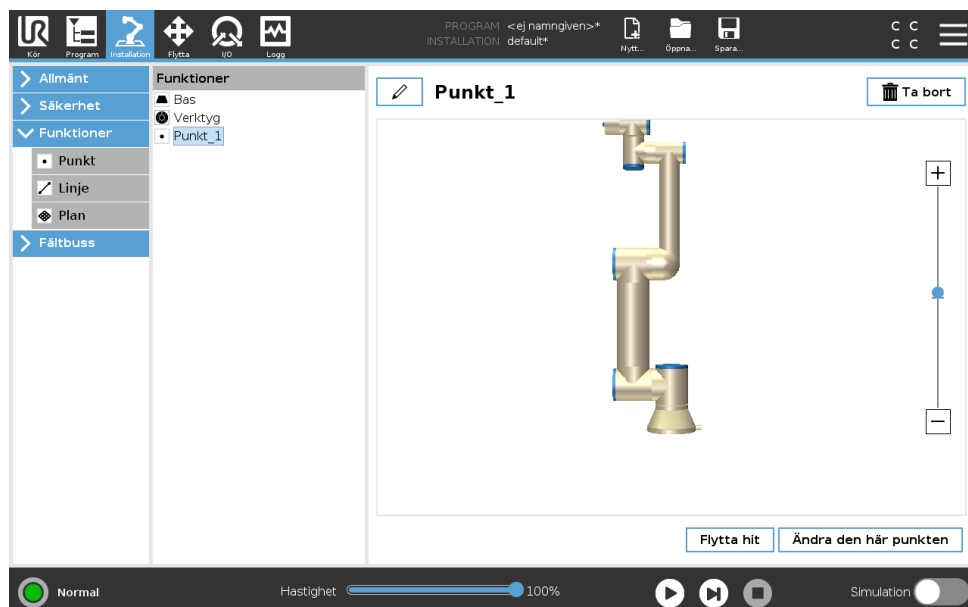 PROGRAM <ej namngiven>*
INSTALLATION default*
UR
Kör
Program
Installation
Flytta
I/O
Logg
Nytt...
Öppna...
Spara...
C C
C C
Allmänt
Säkerhet
Funktioner
Punkt
Linje
Plan
Fältbuss
Funktioner
Bas
Verktyg
Punkt_1
Punkt_1
Ta bort
Flytta hit
Ändra den här punkten
Normal
Hastighet
100%
Simulation